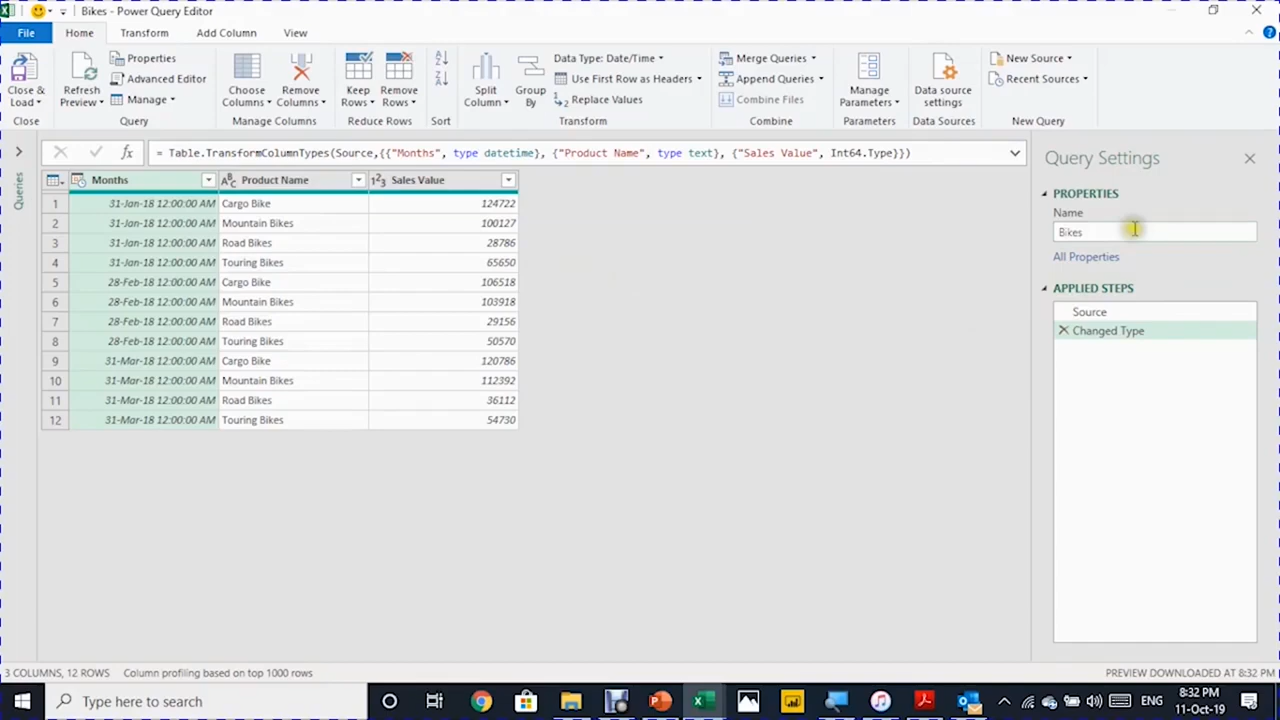 Bikes - Power Query Editor
File Home Transform Add Column View
Close & Load
Refresh Preview
Properties
Advanced Editor
Manage
Choose Columns
Remove Columns
Keep Rows
Remove Rows
Split Column
Group By
Data Type: Date/Time
Use First Row as Headers
Replace Values
Merge Queries
Append Queries
Combine Files
Manage Parameters
Data source settings
New Source
Recent Sources
Close Query Manage Columns Reduce Rows Sort Transform Combine Parameters Data Sources New Query
Queries
fx = Table.TransformColumnTypes(Source,{{"Months", type datetime}, {"Product Name", type text}, {"Sales Value", Int64.Type}})
Months ABC Product Name 123 Sales Value
1 31-Jan-18 12:00:00 AM Cargo Bike 124722
2 31-Jan-18 12:00:00 AM Mountain Bikes 100127
3 31-Jan-18 12:00:00 AM Road Bikes 28786
4 31-Jan-18 12:00:00 AM Touring Bikes 65650
5 28-Feb-18 12:00:00 AM Cargo Bike 106518
6 28-Feb-18 12:00:00 AM Mountain Bikes 103918
7 28-Feb-18 12:00:00 AM Road Bikes 29156
8 28-Feb-18 12:00:00 AM Touring Bikes 50570
9 31-Mar-18 12:00:00 AM Cargo Bike 120786
10 31-Mar-18 12:00:00 AM Mountain Bikes 112392
11 31-Mar-18 12:00:00 AM Road Bikes 36112
12 31-Mar-18 12:00:00 AM Touring Bikes 54730
Query Settings
PROPERTIES
Name
Bikes
All Properties
APPLIED STEPS
Source
Changed Type
3 COLUMNS, 12 ROWS Column profiling based on top 1000 rows PREVIEW DOWNLOADED AT 8:32 PM
Type here to search
ENG
8:32 PM
11-Oct-19